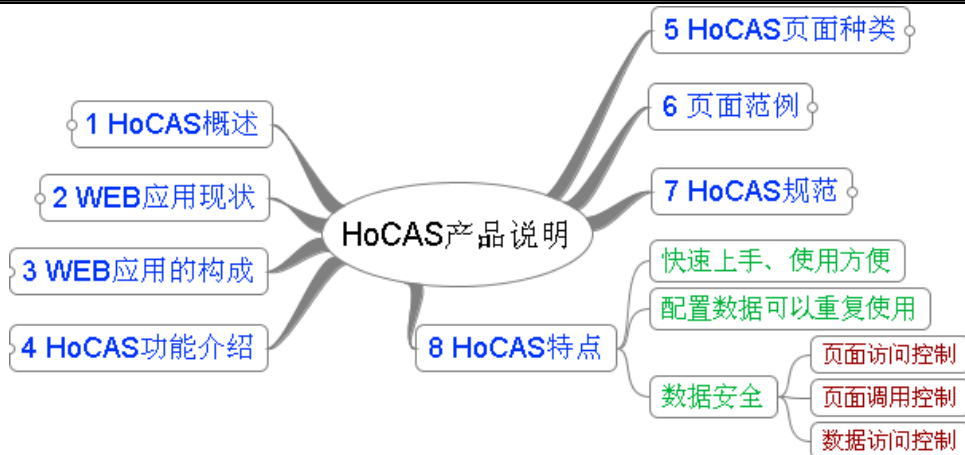 HoCAS产品说明
1 HoCAS概述
2 WEB应用现状
3 WEB应用的构成
4 HoCAS功能介绍
5 HoCAS页面种类
6 页面范例
7 HoCAS规范
8 HoCAS特点
快速上手、使用方便
配置数据可以重复使用
数据安全
页面访问控制
页面调用控制
数据访问控制